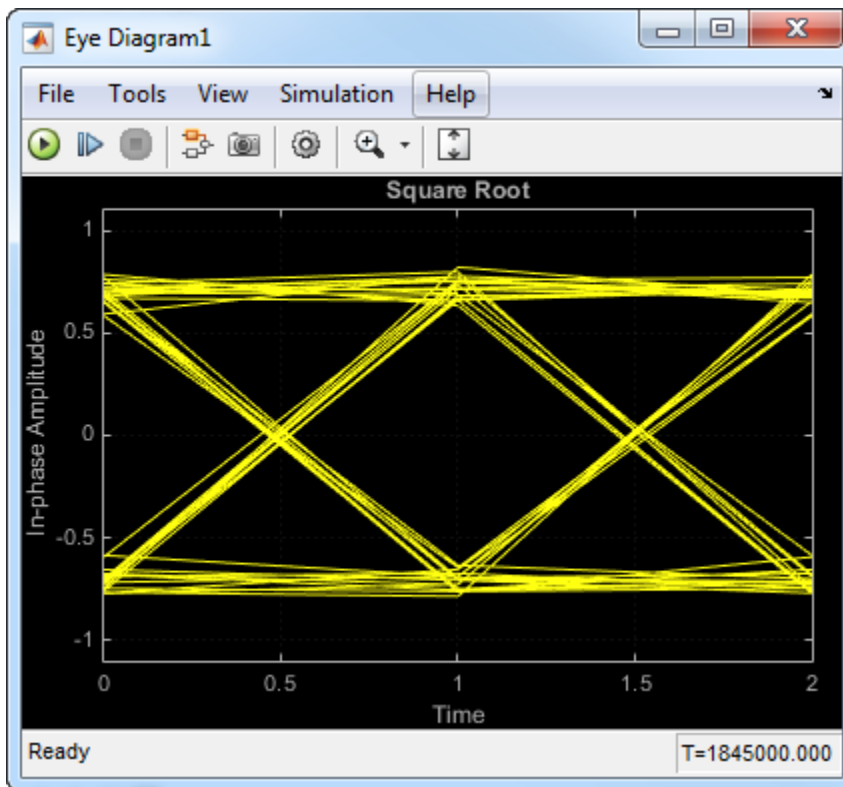 Eye Diagram1
File Tools View Simulation Help
Square Root
In-phase Amplitude
1
0.5
0
-0.5
-1
0 0.5 1 1.5 2
Time
Ready T=1845000.000